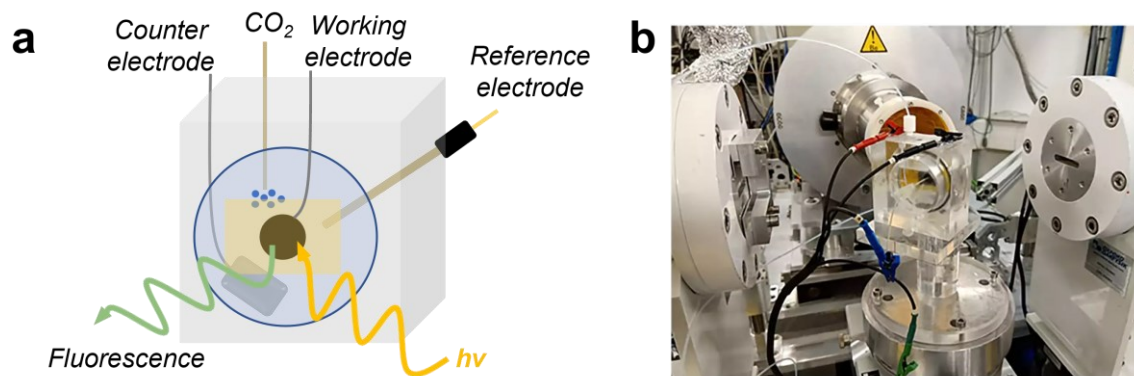 a
Counter
electrode
CO₂
Working
electrode
Reference
electrode
Fluorescence
hv
b